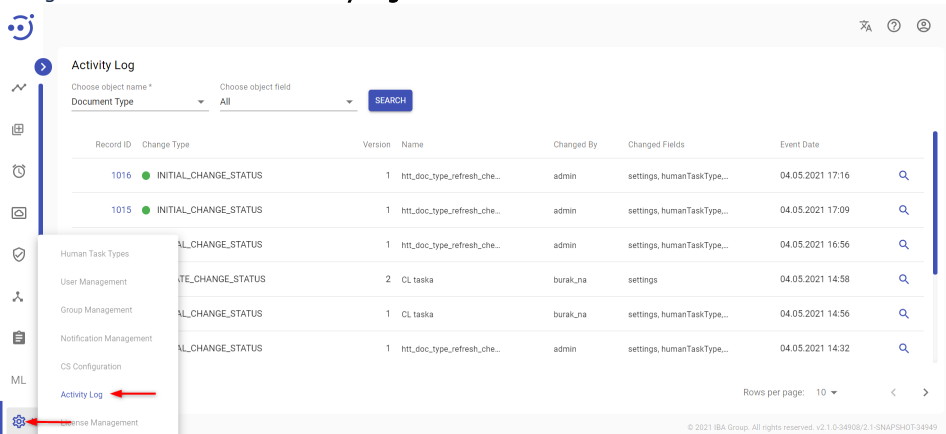 Activity Log
Choose object name *
Choose object field
Document Type
All
SEARCH
Record ID Change Type Version Name Changed By Changed Fields Event Date
1016 INITIAL_CHANGE_STATUS 1 htt_doc_type_refresh_che... admin settings, humanTaskType,... 04.05.2021 17:16
1015 INITIAL_CHANGE_STATUS 1 htt_doc_type_refresh_che... admin settings, humanTaskType,... 04.05.2021 17:09
AL_CHANGE_STATUS 1 htt_doc_type_refresh_che... admin settings, humanTaskType,... 04.05.2021 16:56
TE_CHANGE_STATUS 2 CL taska burak_na settings 04.05.2021 14:58
AL_CHANGE_STATUS 1 CL taska burak_na settings, humanTaskType,... 04.05.2021 14:56
AL_CHANGE_STATUS 1 htt_doc_type_refresh_che... admin settings, humanTaskType,... 04.05.2021 14:32
Human Task Types
User Management
Group Management
Notification Management
CS Configuration
Activity Log
License Management
ML
Rows per page: 10
© 2021 IBA Group. All rights reserved. v2.1.0-34908/2.1-SNAPSHOT-34949